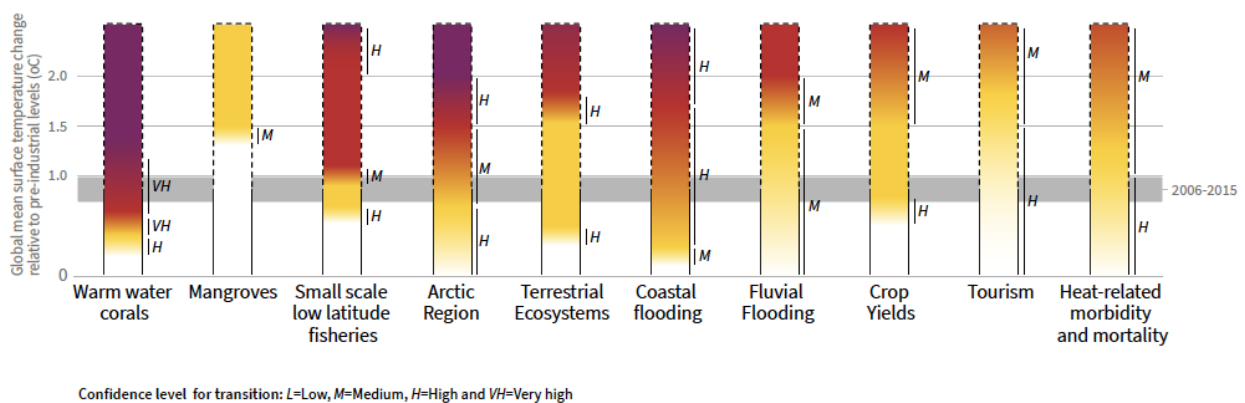 Global mean surface temperature change
relative to pre-industrial levels (oC)
2.0
1.5
1.0
0
2006-2015
H
VH
VH
M
H
M
H
H
M
H
H
H
H
H
M
M
M
M
H
M
H
M
H
Warm water
corals
Mangroves
Small scale
low latitude
fisheries
Arctic
Region
Terrestrial
Ecosystems
Coastal
flooding
Fluvial
Flooding
Crop
Yields
Tourism
Heat-related
morbidity
and mortality
Confidence level for transition: L=Low, M=Medium, H=High and VH=Very high